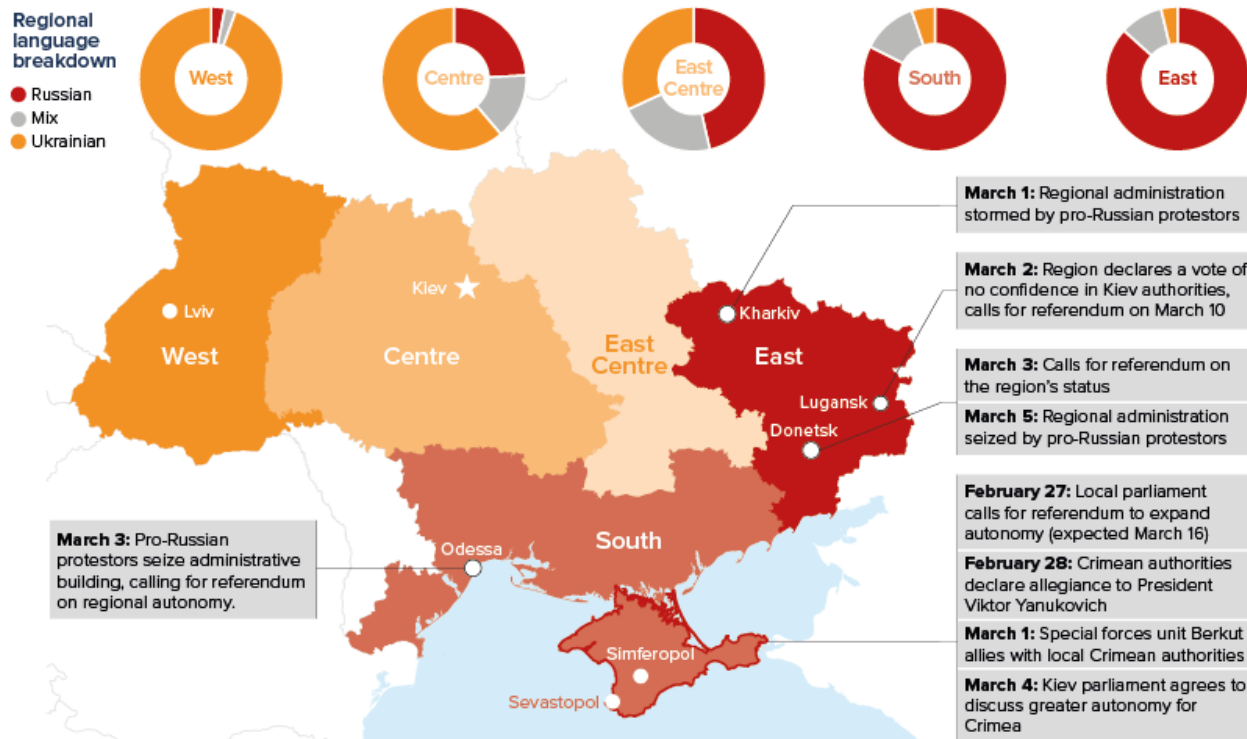 Regional
language
breakdown
Russian
Mix
Ukrainian
West
Centre
East
Centre
South
East
March 1: Regional administration
stormed by pro-Russian protestors
March 2: Region declares a vote of
no confidence in Kiev authorities,
calls for referendum on March 10
March 3: Calls for referendum on
the region's status
March 5: Regional administration
seized by pro-Russian protestors
February 27: Local parliament
calls for referendum to expand
autonomy (expected March 16)
February 28: Crimean authorities
declare allegiance to President
Viktor Yanukovich
March 1: Special forces unit Berkut
allies with local Crimean authorities
March 4: Kiev parliament agrees to
discuss greater autonomy for
Crimea
Kiev
Lviv
Kharkiv
West
Centre
East
Centre
East
Lugansk
Donetsk
March 3: Pro-Russian
protestors seize administrative
building, calling for referendum
on regional autonomy.
Odessa
South
Simferopol
Sevastopol